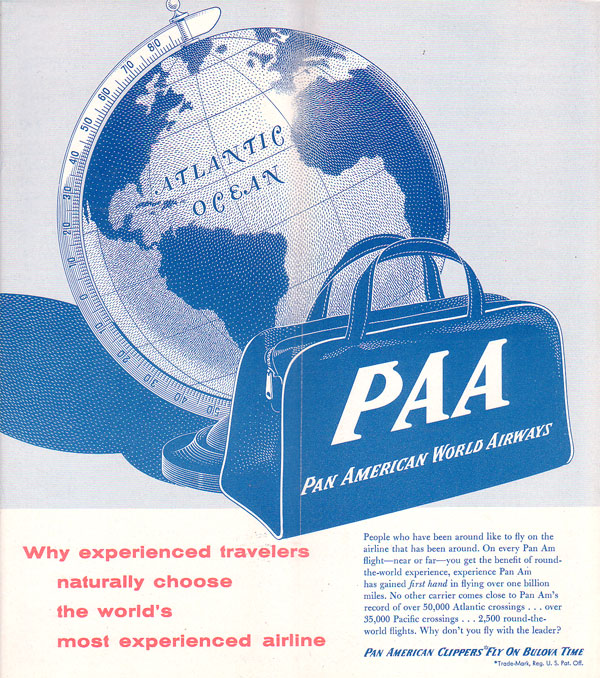 80
70
60
50
40
30
20
10
0
10
20
30
40
50
ATLANTIC
OCEAN
PAA
PAN AMERICAN WORLD AIRWAYS
Why experienced travelers
naturally choose
the world's
most experienced airline
People who have been around like to fly on the
airline that has been around. On every Pan Am
flight—near or far—you get the benefit of round-
the-world experience, experience Pan Am
has gained first hand in flying over one billion
miles. No other carrier comes close to Pan Am's
record of over 50,000 Atlantic crossings . . . over
35,000 Pacific crossings . . . 2,500 round-the-
world flights. Why don't you fly with the leader?
PAN AMERICAN CLIPPERS® FLY ON BULOVA TIME
*Trade-Mark, Reg. U. S. Pat. Off.